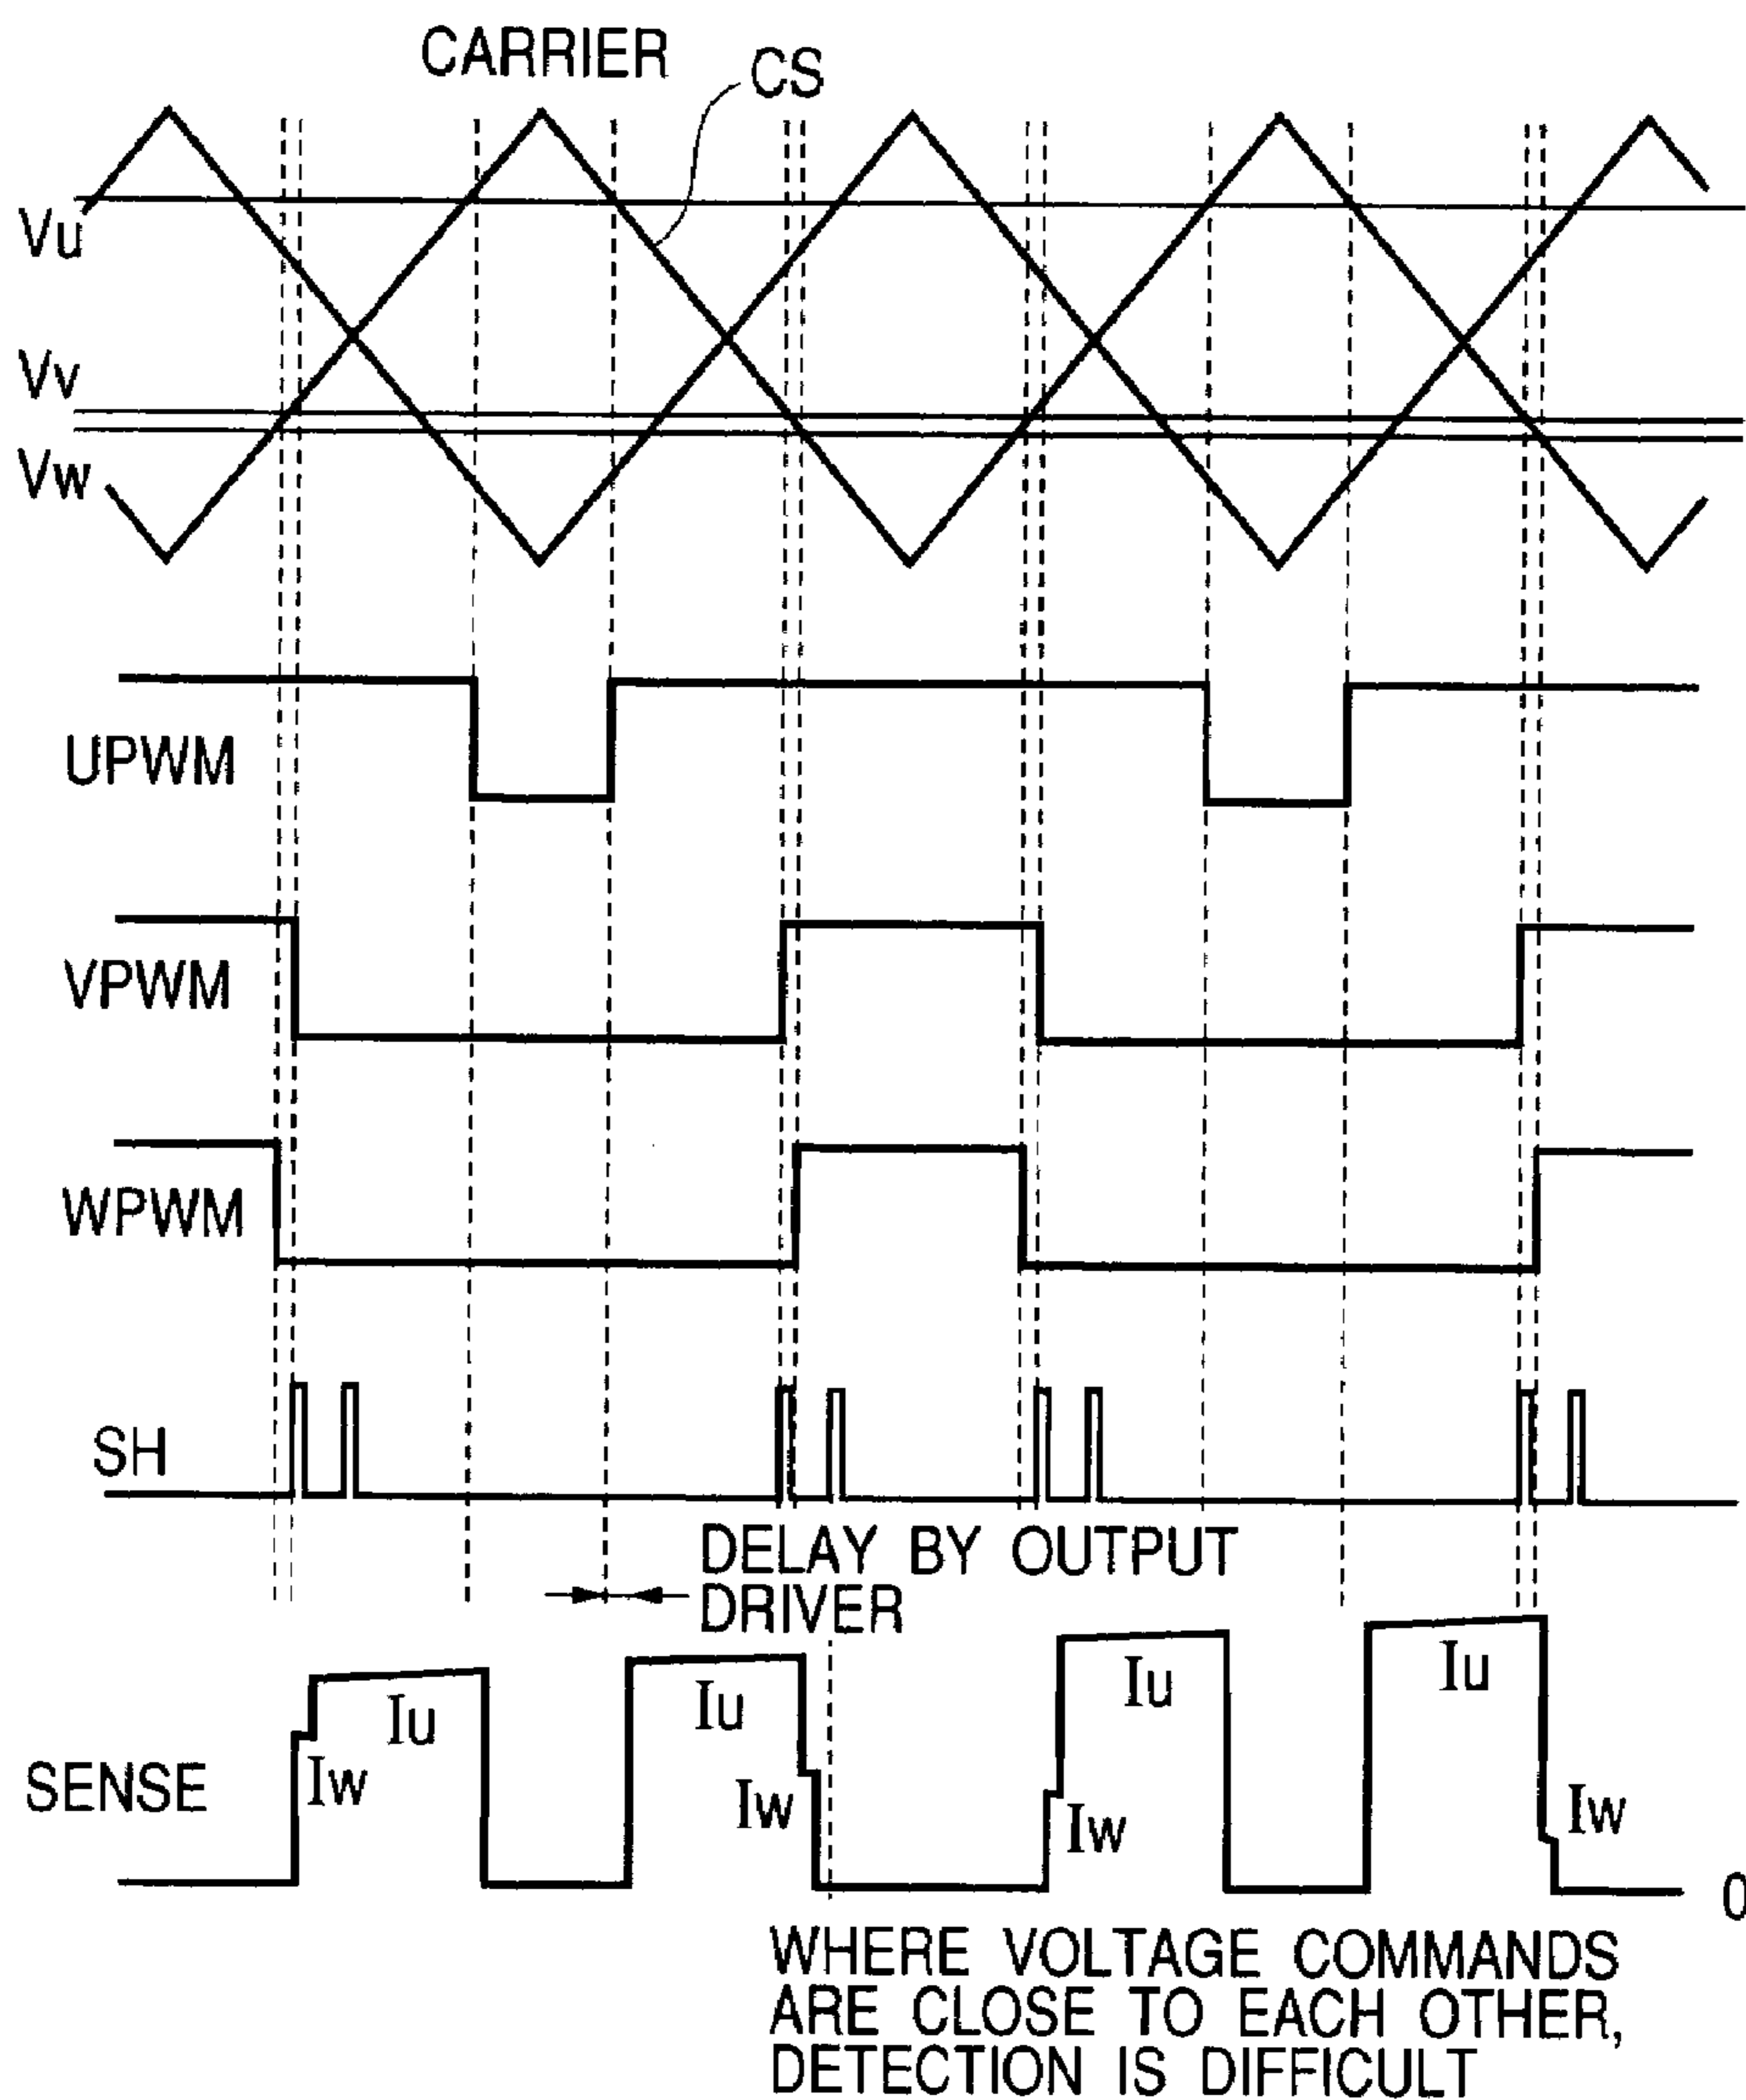 CARRIER
CS
Vu
Vv
Vw
UPWM
VPWM
WPWM
SH
DELAY BY OUTPUT
DRIVER
Iu
Iu
Iu
Iu
SENSE
Iw
Iw
Iw
Iw
0
WHERE VOLTAGE COMMANDS
ARE CLOSE TO EACH OTHER,
DETECTION IS DIFFICULT